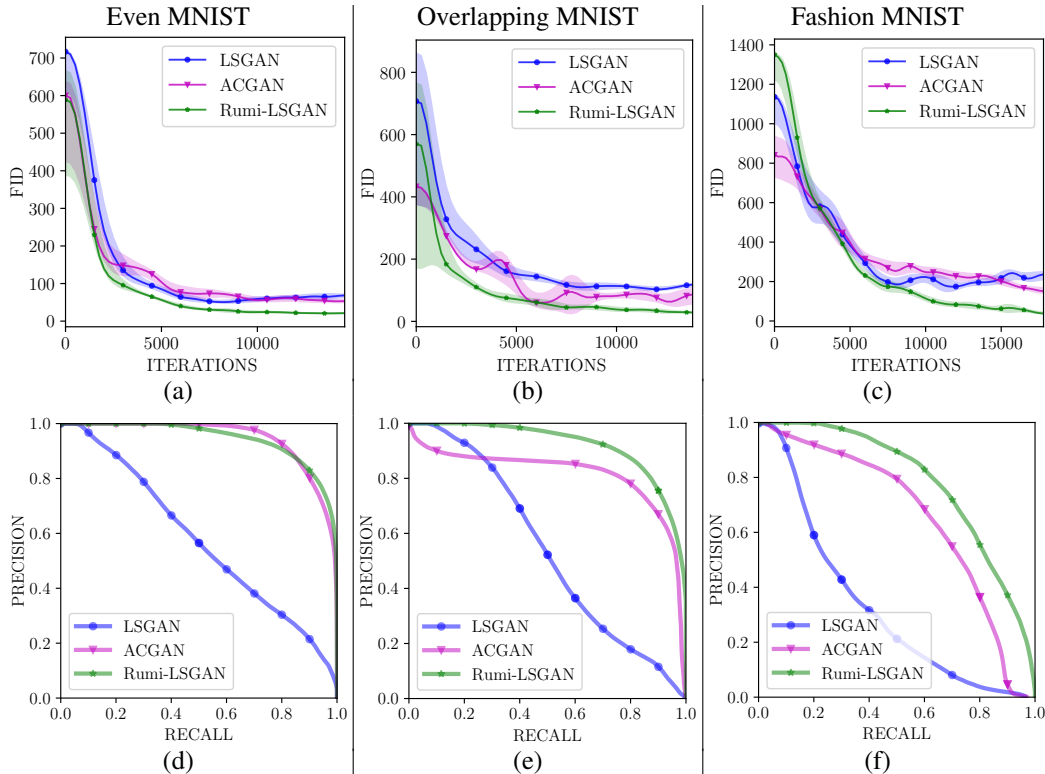 Even MNIST
Overlapping MNIST
Fashion MNIST
700
600
500
400
300
200
100
0
FID
LSGAN
ACGAN
Rumi-LSGAN
0
5000
10000
ITERATIONS
(a)
800
600
400
200
0
FID
LSGAN
ACGAN
Rumi-LSGAN
0
5000
10000
ITERATIONS
(b)
1400
1200
1000
800
600
400
200
0
FID
LSGAN
ACGAN
Rumi-LSGAN
0
5000
10000
15000
ITERATIONS
(c)
1.0
0.8
0.6
0.4
0.2
0.0
PRECISION
LSGAN
ACGAN
Rumi-LSGAN
0.0 0.2 0.4 0.6 0.8 1.0
RECALL
(d)
1.0
0.8
0.6
0.4
0.2
0.0
PRECISION
LSGAN
ACGAN
Rumi-LSGAN
0.0 0.2 0.4 0.6 0.8 1.0
RECALL
(e)
1.0
0.8
0.6
0.4
0.2
0.0
PRECISION
LSGAN
ACGAN
Rumi-LSGAN
0.0 0.2 0.4 0.6 0.8 1.0
RECALL
(f)